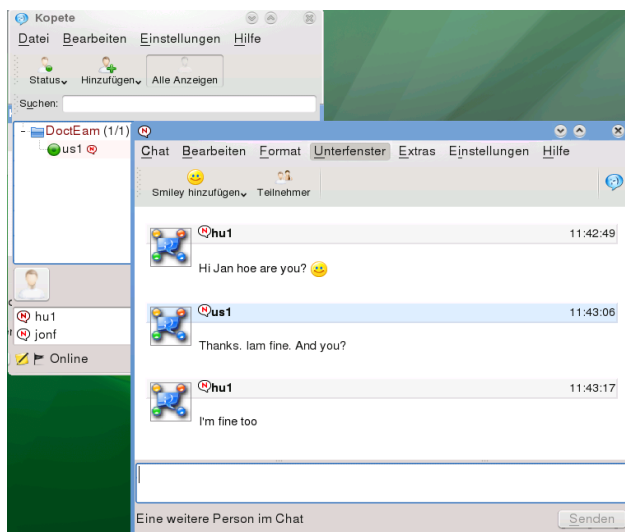 Kopete
Datei Bearbeiten Einstellungen Hilfe
Status Hinzufügen Alle Anzeigen
Suchen:
DoctEam (1/1)
us1
Chat Bearbeiten Format Unterfenster Extras Einstellungen Hilfe
Smiley hinzufügen Teilnehmer
hu1 11:42:49
Hi Jan hoe are you?
us1 11:43:06
Thanks. Iam fine. And you?
hu1 11:43:17
I'm fine too
hu1
jonf
Online
Eine weitere Person im Chat
Senden